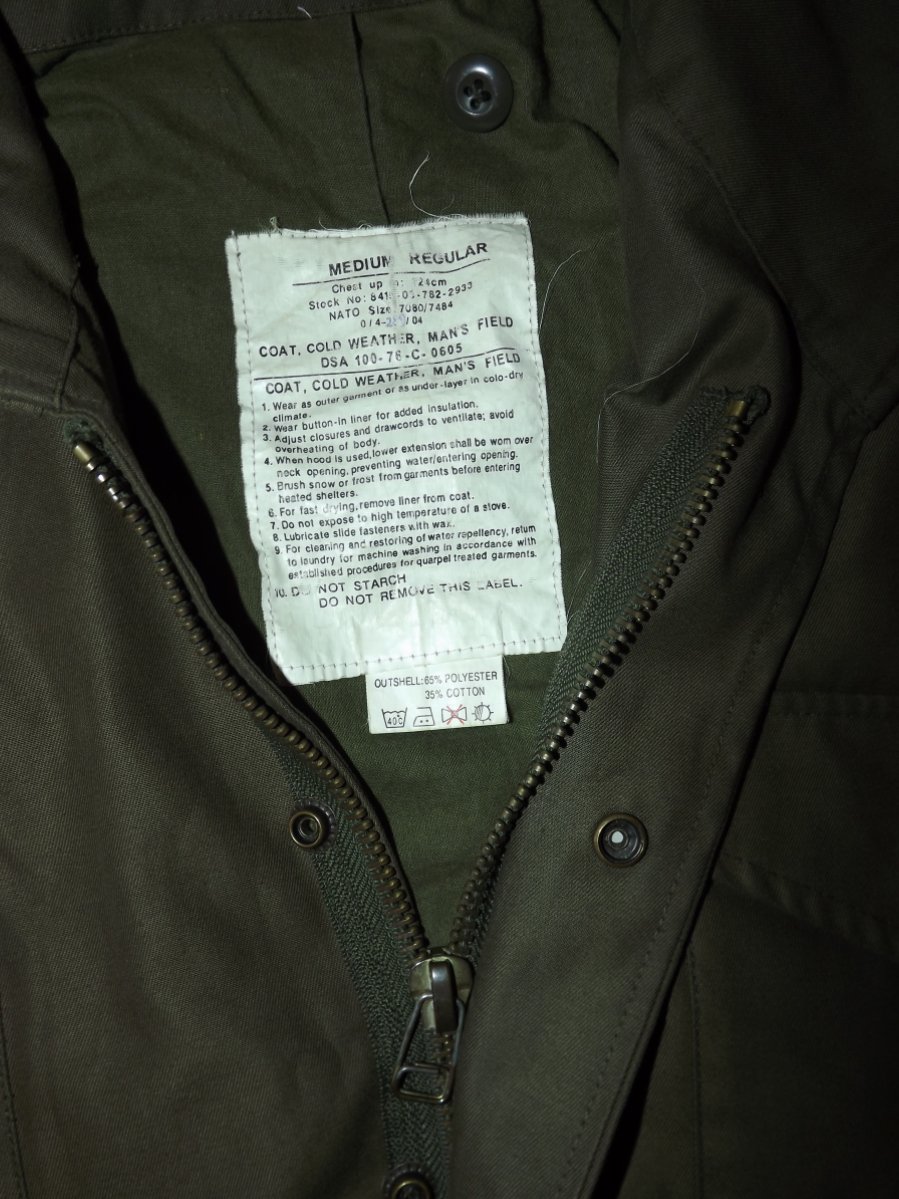 MEDIUM REGULAR
Chest up 124cm
Stock No: 8415-01-782-2933
NATO Size 7080/7484
0/4- /04
COAT, COLD WEATHER, MAN'S FIELD
DSA 100-76-C-0605
COAT, COLD WEATHER, MAN'S FIELD
1. Wear as outer garment or as under-layer in cold-dry
climate.
2. Wear button-in liner for added insulation.
3. Adjust closures and drawcords to ventilate; avoid
overheating of body.
4. When hood is used, lower extension shall be worn over
neck opening, preventing water/entering opening.
5. Brush snow or frost from garments before entering
heated shelters.
6. For fast drying, remove liner from coat.
7. Do not expose to high temperature of a stove.
8. Lubricate slide fasteners with wax.
9. For cleaning and restoring of water repellency, return
to laundry for machine washing in accordance with
established procedures for quarpel treated garments.
10. DO NOT STARCH
DO NOT REMOVE THIS LABEL.
OUTSHELL: 65% POLYESTER
35% COTTON
40C